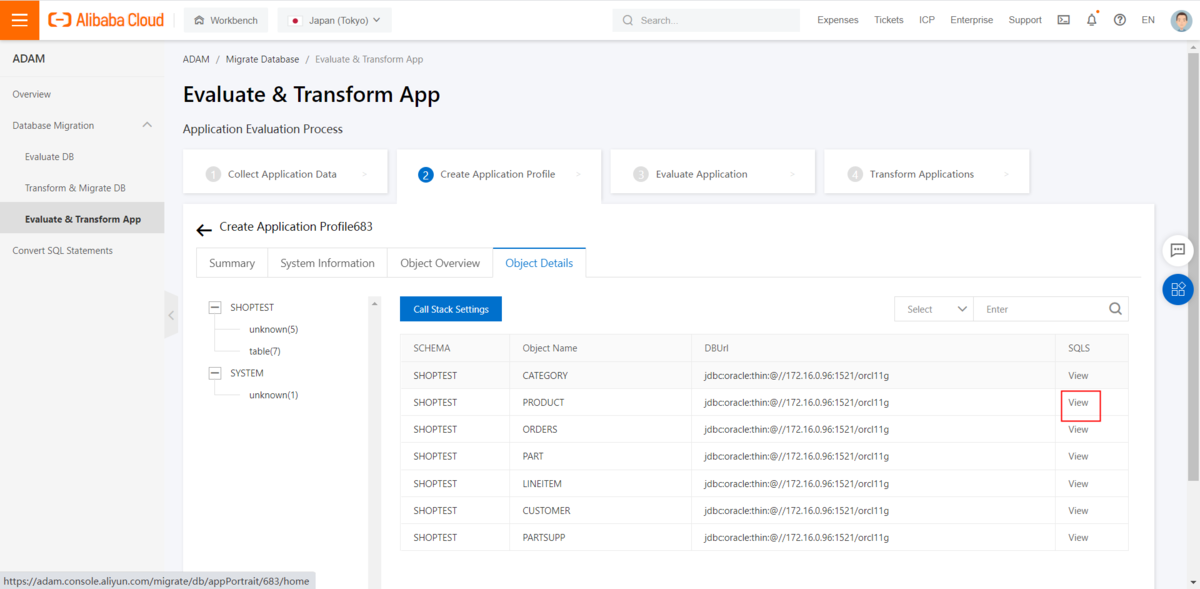 Alibaba Cloud
Workbench
Japan (Tokyo)
Search...
Expenses
Tickets
ICP
Enterprise
Support
EN
ADAM
Overview
Database Migration
Evaluate DB
Transform & Migrate DB
Evaluate & Transform App
Convert SQL Statements
ADAM / Migrate Database / Evaluate & Transform App
Evaluate & Transform App
Application Evaluation Process
1 Collect Application Data >
2 Create Application Profile >
3 Evaluate Application >
4 Transform Applications >
Create Application Profile683
Summary
System Information
Object Overview
Object Details
SHOPTEST
unknown(5)
table(7)
SYSTEM
unknown(1)
Call Stack Settings
Select
Enter
SCHEMA Object Name DBUrl SQLS
SHOPTEST CATEGORY jdbc:oracle:thin:@//172.16.0.96:1521/orcl11g View
SHOPTEST PRODUCT jdbc:oracle:thin:@//172.16.0.96:1521/orcl11g View
SHOPTEST ORDERS jdbc:oracle:thin:@//172.16.0.96:1521/orcl11g View
SHOPTEST PART jdbc:oracle:thin:@//172.16.0.96:1521/orcl11g View
SHOPTEST LINEITEM jdbc:oracle:thin:@//172.16.0.96:1521/orcl11g View
SHOPTEST CUSTOMER jdbc:oracle:thin:@//172.16.0.96:1521/orcl11g View
SHOPTEST PARTSUPP jdbc:oracle:thin:@//172.16.0.96:1521/orcl11g View
https://adam.console.aliyun.com/migrate/db/appPortrait/683/home